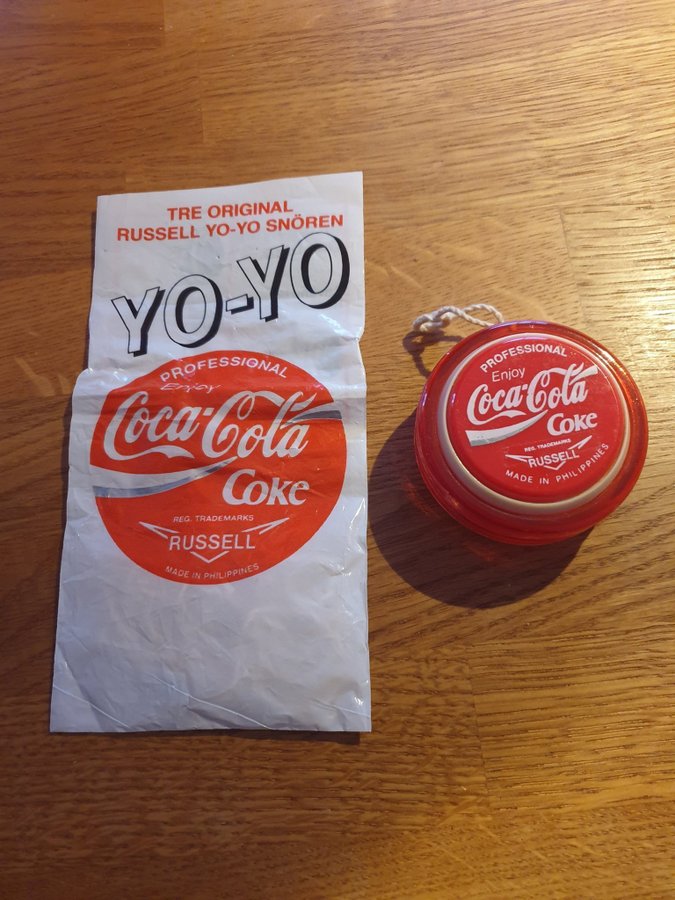 TRE ORIGINAL
RUSSELL YO-YO SNÖREN
YO-YO
PROFESSIONAL
Enjoy
Coca-Cola
Coke
REG. TRADEMARKS
RUSSELL
MADE IN PHILIPPINES
PROFESSIONAL
Enjoy
Coca-Cola
Coke
REG. TRADEMARKS
RUSSELL
MADE IN PHILIPPINES